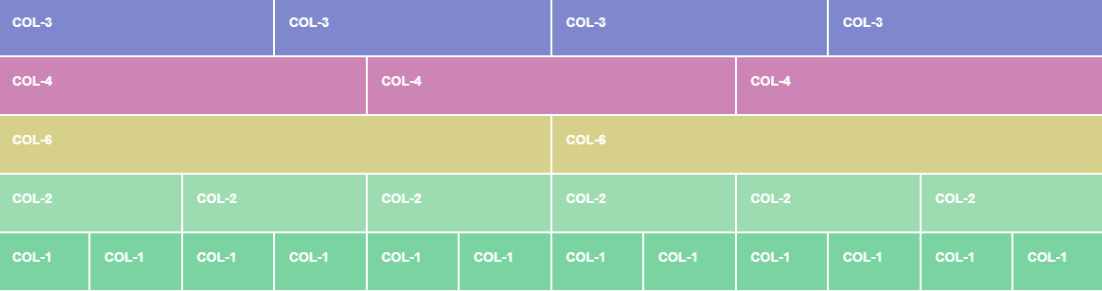 COL-3 COL-3 COL-3 COL-3
COL-4 COL-4 COL-4
COL-6 COL-6
COL-2 COL-2 COL-2 COL-2 COL-2 COL-2
COL-1 COL-1 COL-1 COL-1 COL-1 COL-1 COL-1 COL-1 COL-1 COL-1 COL-1 COL-1